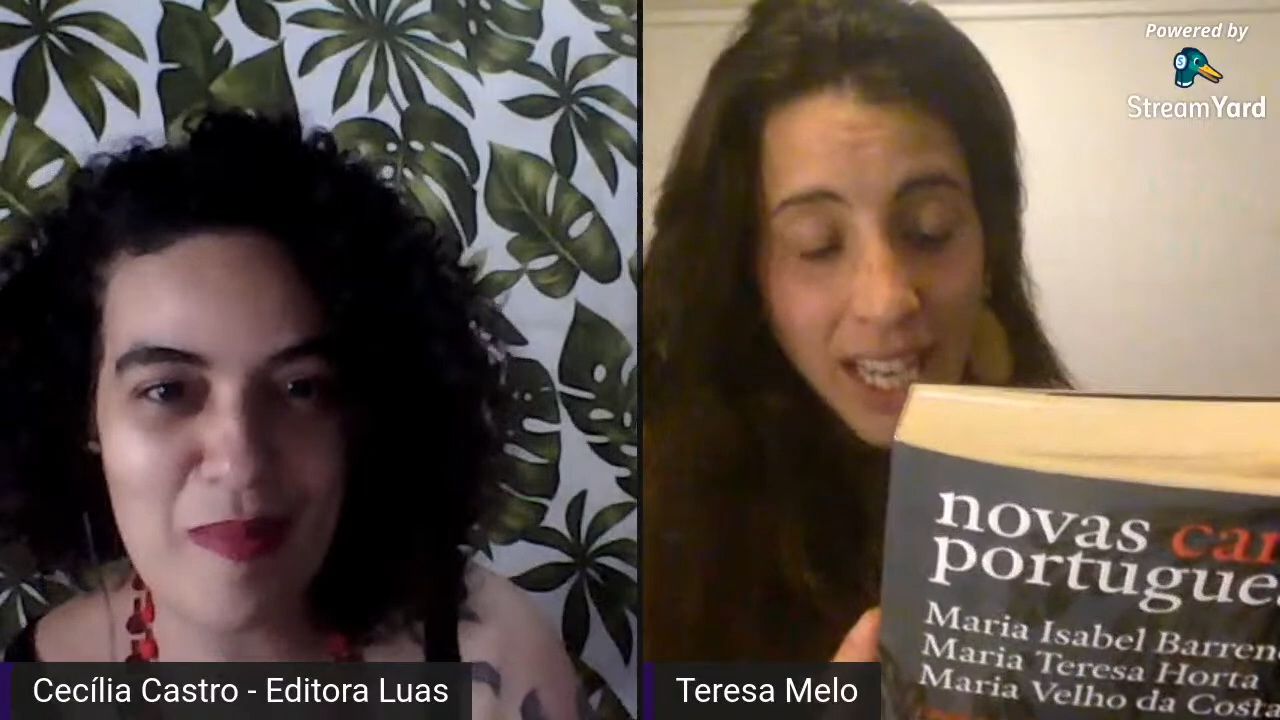 Powered by
StreamYard
novas
portugues
Maria Isabel Barren
Maria Teresa Horta
Maria Velho da Costa
Cecília Castro - Editora Luas
Teresa Melo